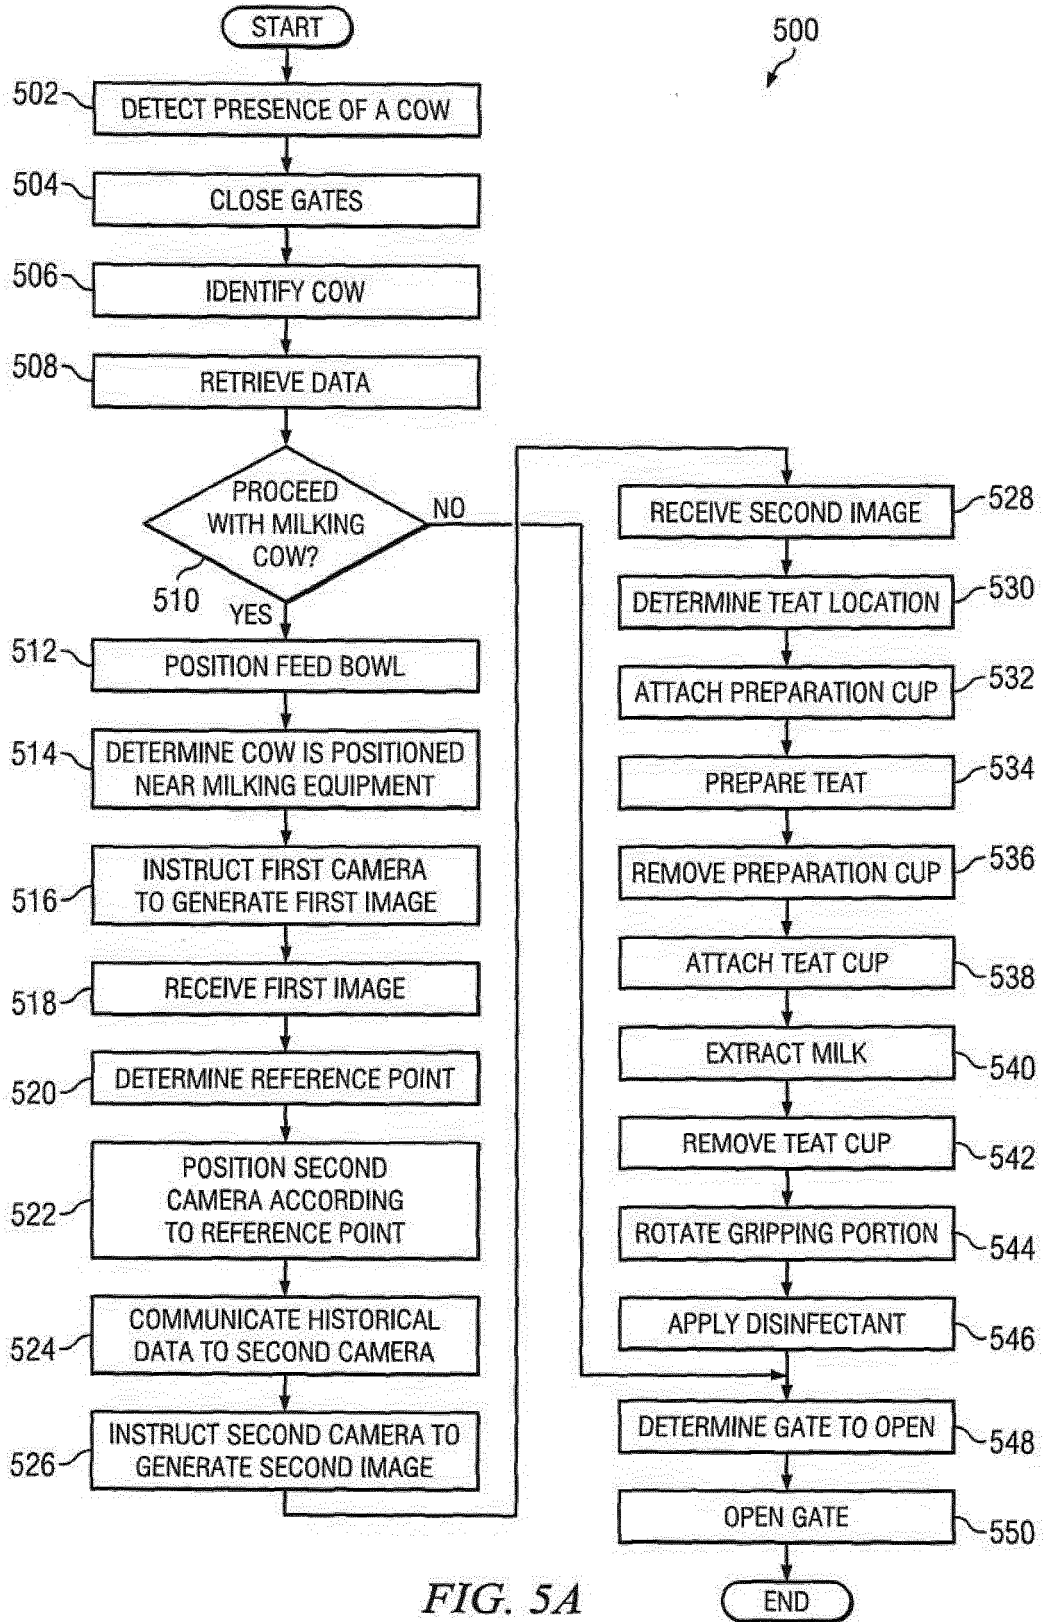 START
500
502
DETECT PRESENCE OF A COW
504
CLOSE GATES
506
IDENTIFY COW
508
RETRIEVE DATA
PROCEED
WITH MILKING
COW?
NO
510
YES
512
POSITION FEED BOWL
514
DETERMINE COW IS POSITIONED
NEAR MILKING EQUIPMENT
516
INSTRUCT FIRST CAMERA
TO GENERATE FIRST IMAGE
518
RECEIVE FIRST IMAGE
520
DETERMINE REFERENCE POINT
522
POSITION SECOND
CAMERA ACCORDING
TO REFERENCE POINT
524
COMMUNICATE HISTORICAL
DATA TO SECOND CAMERA
526
INSTRUCT SECOND CAMERA TO
GENERATE SECOND IMAGE
RECEIVE SECOND IMAGE
528
DETERMINE TEAT LOCATION
530
ATTACH PREPARATION CUP
532
PREPARE TEAT
534
REMOVE PREPARATION CUP
536
ATTACH TEAT CUP
538
EXTRACT MILK
540
REMOVE TEAT CUP
542
ROTATE GRIPPING PORTION
544
APPLY DISINFECTANT
546
DETERMINE GATE TO OPEN
548
OPEN GATE
550
END
FIG. 5A